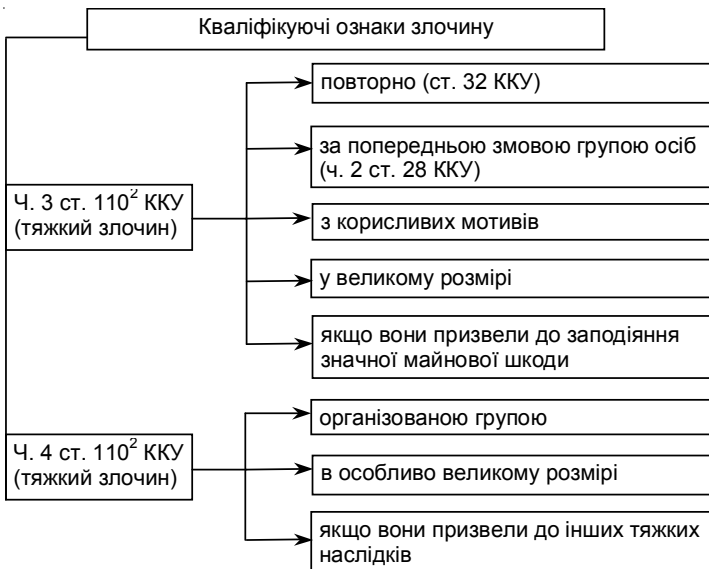 Кваліфікуючі ознаки злочину
повторно (ст. 32 ККУ)
за попередньою змовою групою осіб
(ч. 2 ст. 28 ККУ)
Ч. 3 ст. 110² ККУ
(тяжкий злочин)
з корисливих мотивів
у великому розмірі
якщо вони призвели до заподіяння
значної майнової шкоди
організованою групою
Ч. 4 ст. 110² ККУ
(тяжкий злочин)
в особливо великому розмірі
якщо вони призвели до інших тяжких
наслідків